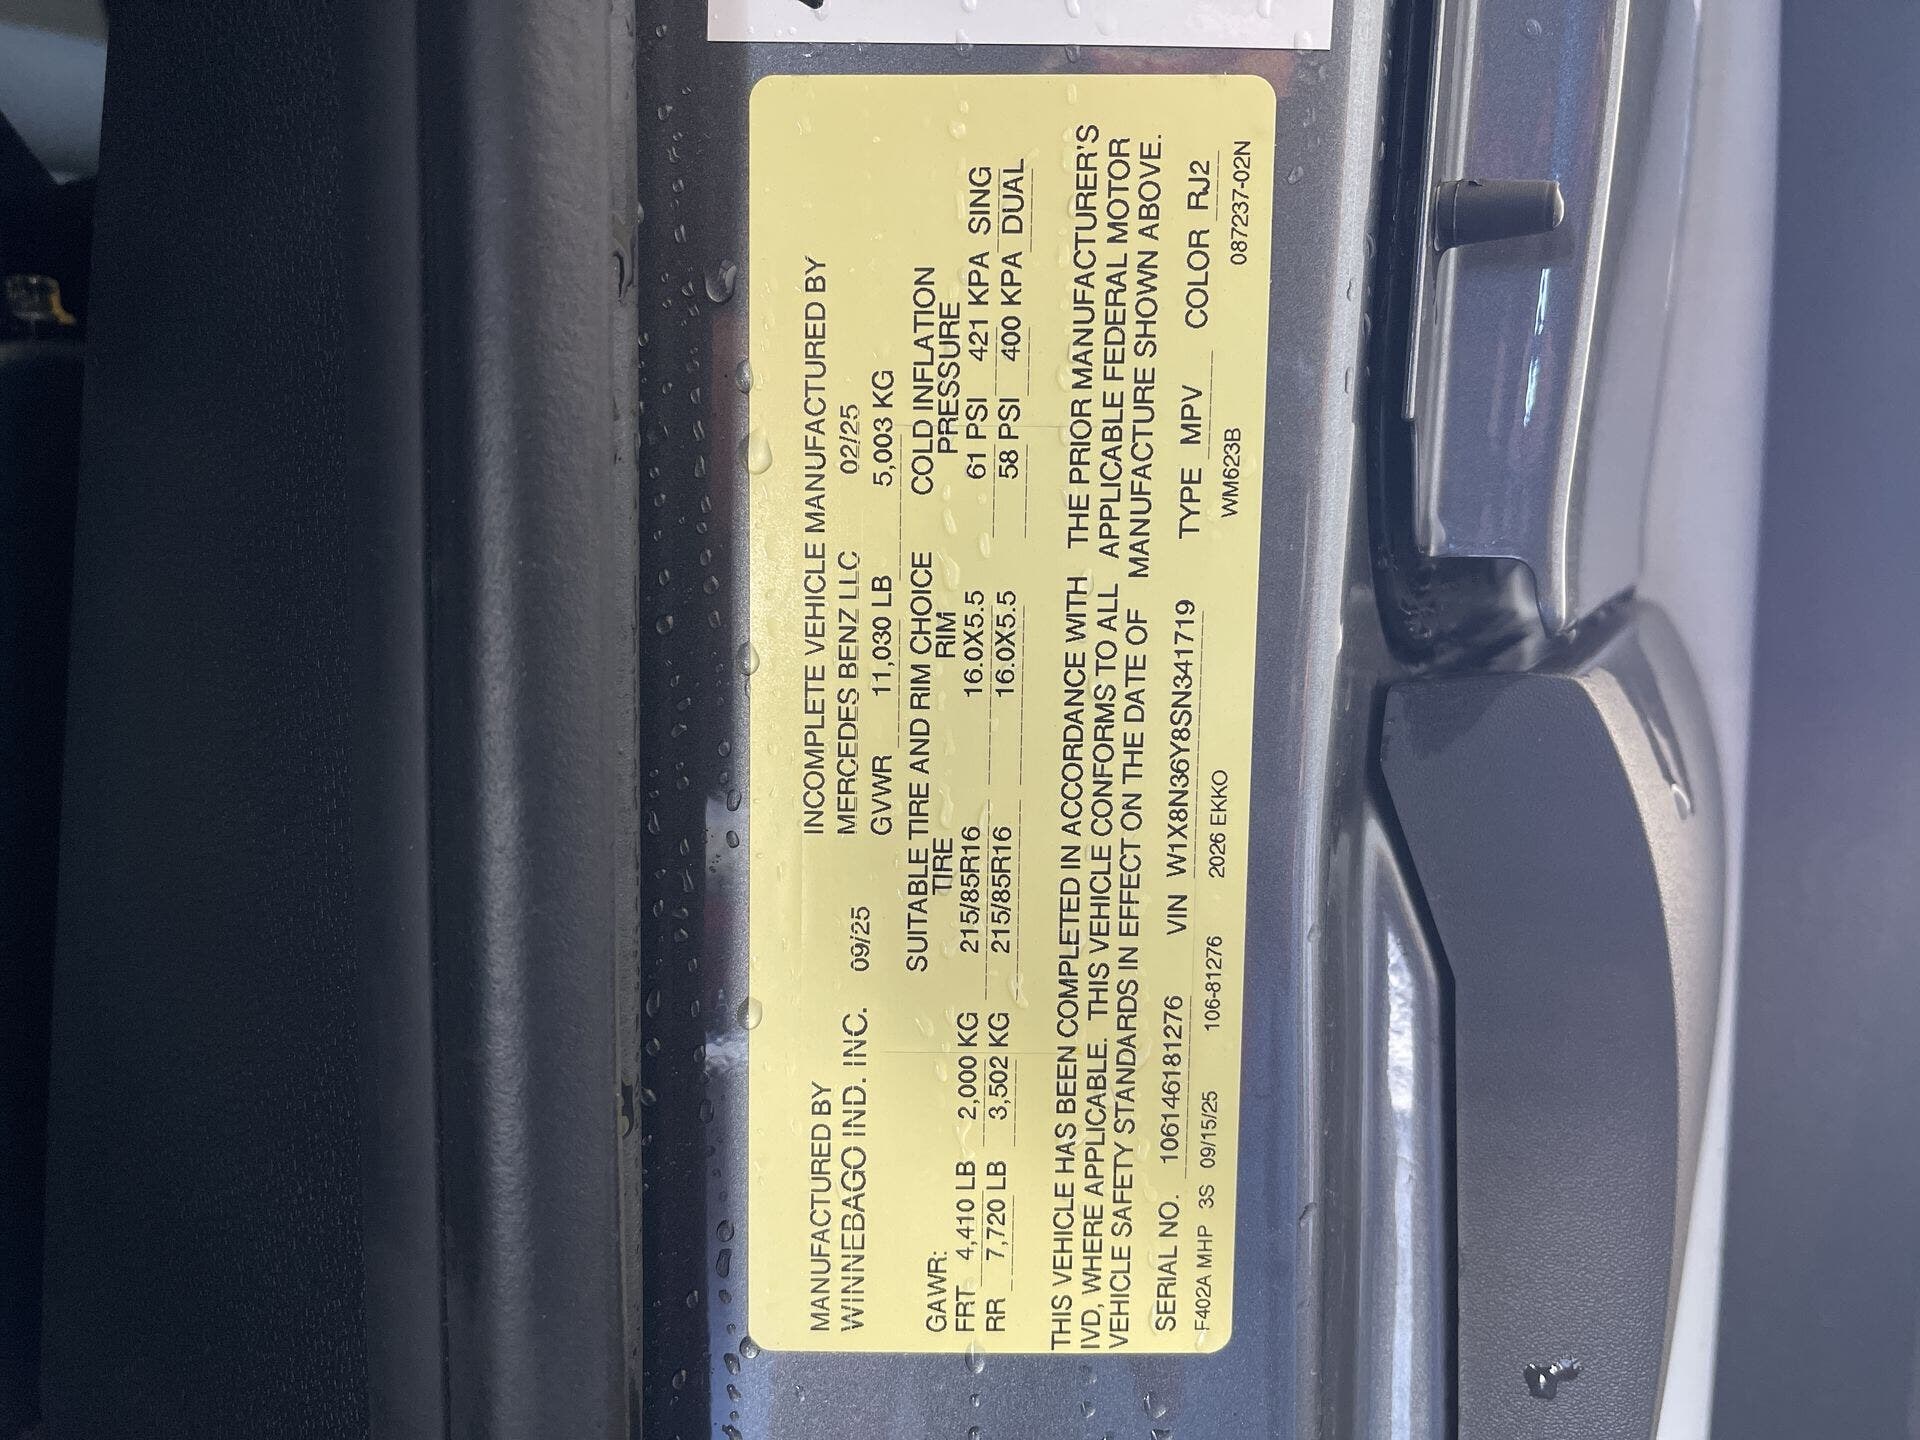 MANUFACTURED BY INCOMPLETE VEHICLE MANUFACTURED BY
WINNEBAGO IND. INC. 09/25 MERCEDES BENZ LLC 02/25
GVWR 11,030 LB 5,003 KG
SUITABLE TIRE AND RIM CHOICE COLD INFLATION
GAWR: TIRE RIM PRESSURE
FRT 4,410 LB 2,000 KG 215/85R16 16.0X5.5 61 PSI 421 KPA SING
RR 7,720 LB 3,502 KG 215/85R16 16.0X5.5 58 PSI 400 KPA DUAL
THIS VEHICLE HAS BEEN COMPLETED IN ACCORDANCE WITH THE PRIOR MANUFACTURER'S
IVD, WHERE APPLICABLE. THIS VEHICLE CONFORMS TO ALL APPLICABLE FEDERAL MOTOR
VEHICLE SAFETY STANDARDS IN EFFECT ON THE DATE OF MANUFACTURE SHOWN ABOVE.
SERIAL NO. 10614618​1276 VIN W1X8N36Y8SN341719 TYPE MPV COLOR RJ2
F402A MHP 3S 09/15/25 106-81276 2026 EKKO WM623B 087237-02N